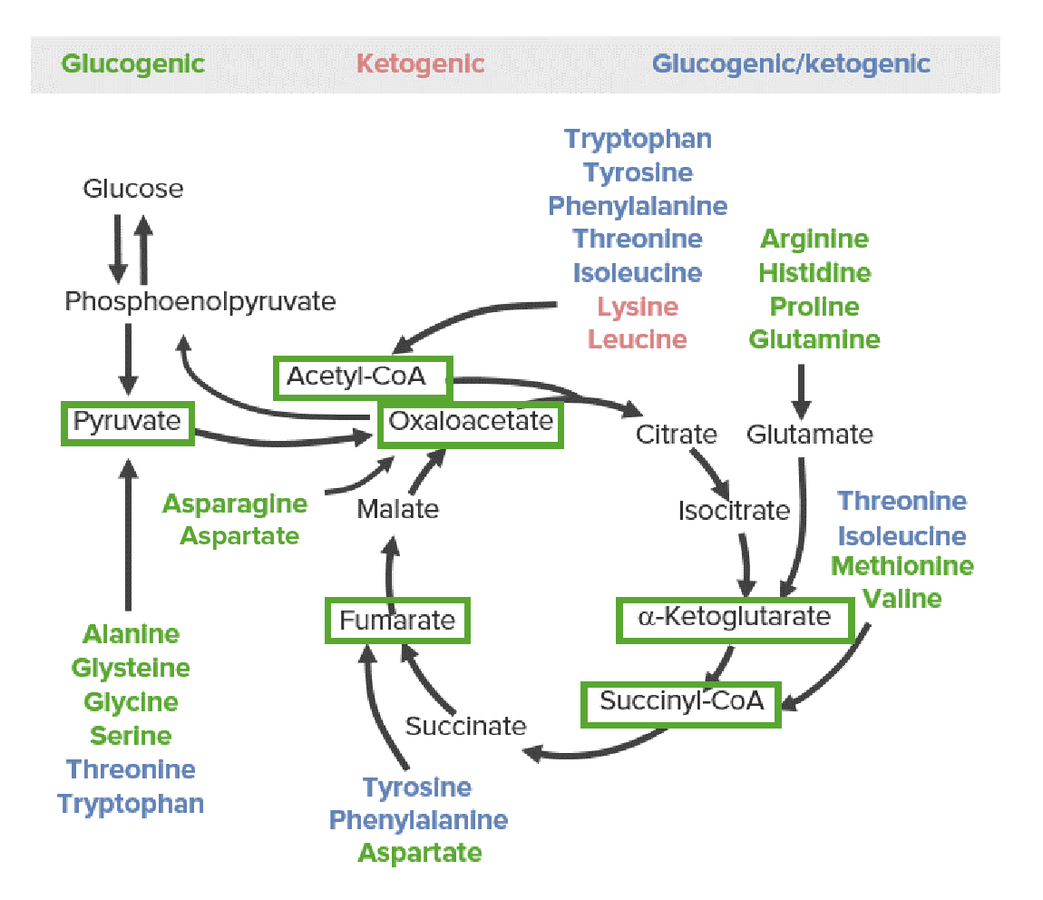 Glucogenic
Ketogenic
Glucogenic/ketogenic
Tryptophan
Tyrosine
Phenylalanine
Threonine
Isoleucine
Lysine
Leucine
Arginine
Histidine
Proline
Glutamine
Glucose
Phosphoenolpyruvate
Acetyl-CoA
Pyruvate
Oxaloacetate
Citrate
Glutamate
Asparagine
Aspartate
Malate
Isocitrate
Threonine
Isoleucine
Methionine
Valine
Fumarate
α-Ketoglutarate
Alanine
Glysteine
Glycine
Serine
Threonine
Tryptophan
Succinyl-CoA
Succinate
Tyrosine
Phenylalanine
Aspartate